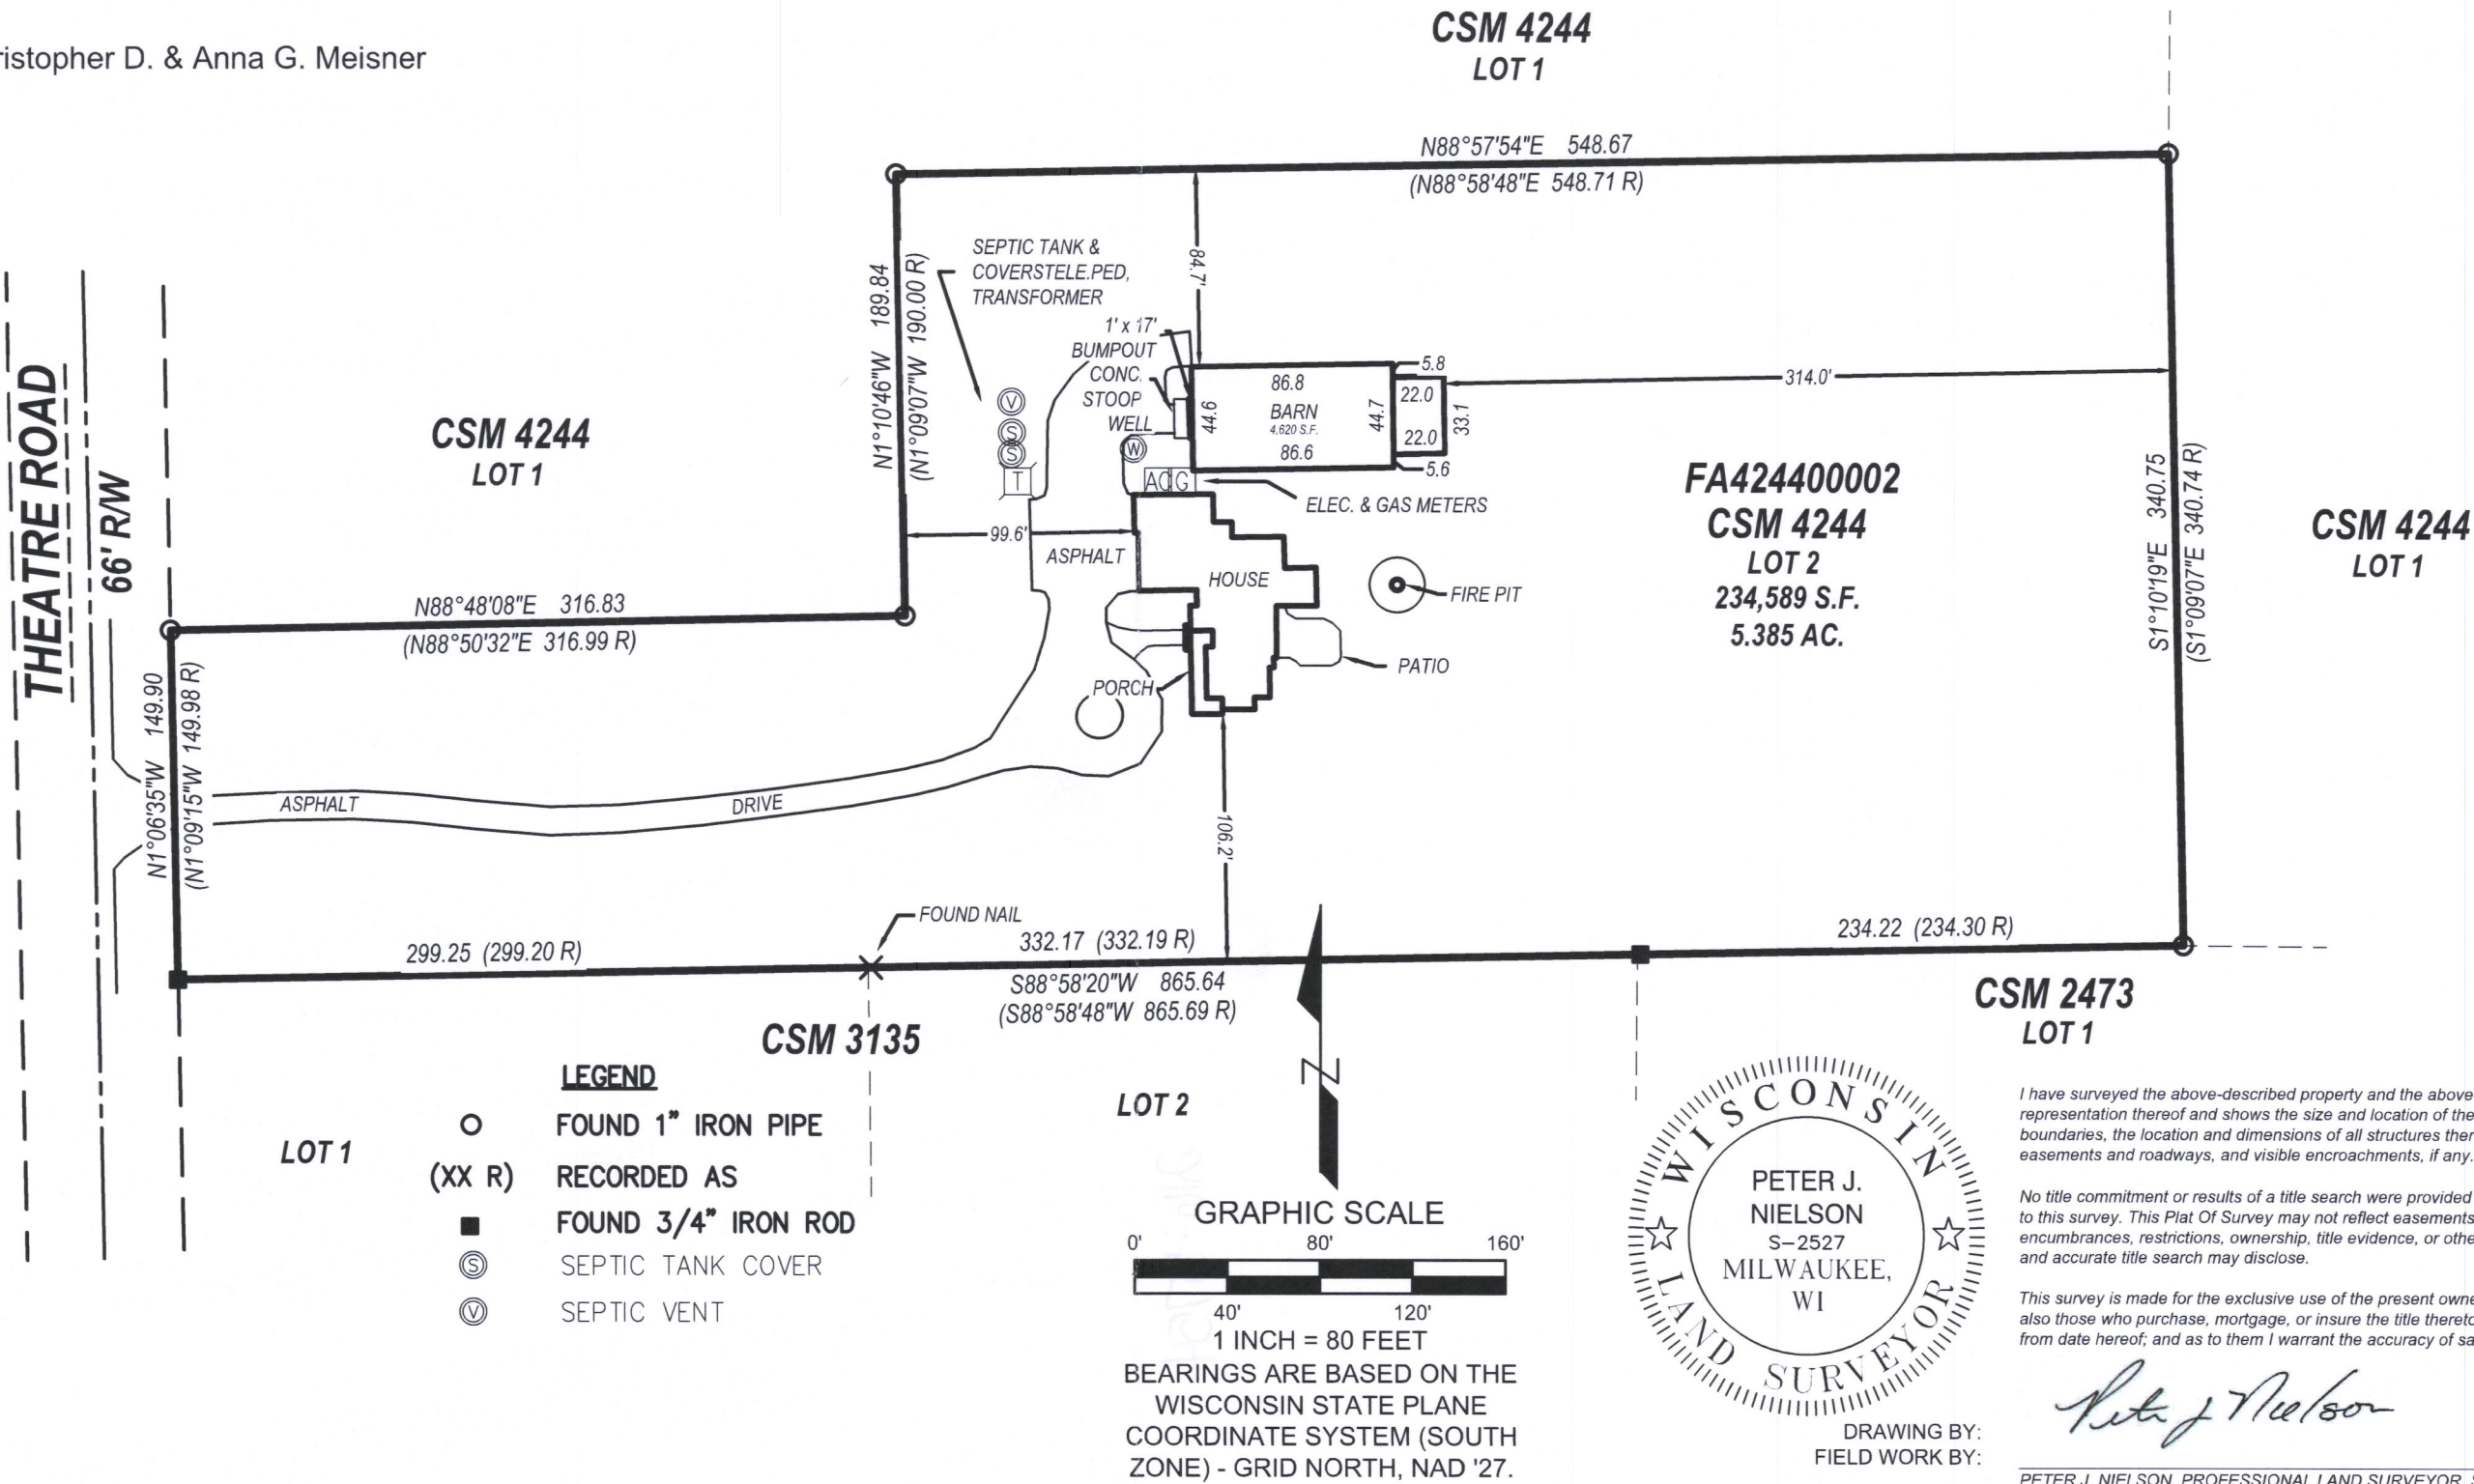 ristopher D. & Anna G. Meisner
CSM 4244
LOT 1
N88°57'54"E 548.67
(N88°58'48"E 548.71 R)
THEATRE ROAD
66' R/W
CSM 4244
LOT 1
N1°10'46"W 189.84
(N1°09'07"W 190.00 R)
SEPTIC TANK &
COVERSTELE.PED,
TRANSFORMER
84.7'
1' x 17'
BUMPOUT
CONC.
STOOP
WELL
V
S
S
T
W
AC G
86.8
BARN
4,620 S.F.
86.6
44.6
44.7
5.8
22.0
22.0
33.1
5.6
314.0'
ELEC. & GAS METERS
99.6'
ASPHALT
HOUSE
FIRE PIT
PATIO
PORCH
FA424400002
CSM 4244
LOT 2
234,589 S.F.
5.385 AC.
S1°10'19"E 340.75
(S1°09'07"E 340.74 R)
CSM 4244
LOT 1
N88°48'08"E 316.83
(N88°50'32"E 316.99 R)
N1°06'35"W 149.90
(N1°09'15"W 149.98 R)
ASPHALT
DRIVE
106.2'
FOUND NAIL
299.25 (299.20 R)
332.17 (332.19 R)
234.22 (234.30 R)
S88°58'20"W 865.64
(S88°58'48"W 865.69 R)
CSM 3135
CSM 2473
LOT 1
LOT 1
LOT 2
LEGEND
FOUND 1" IRON PIPE
(XX R) RECORDED AS
FOUND 3/4" IRON ROD
S SEPTIC TANK COVER
V SEPTIC VENT
N
GRAPHIC SCALE
0' 80' 160'
40' 120'
1 INCH = 80 FEET
BEARINGS ARE BASED ON THE
WISCONSIN STATE PLANE
COORDINATE SYSTEM (SOUTH
ZONE) - GRID NORTH, NAD '27.
WISCONSIN
PETER J.
NIELSON
S-2527
MILWAUKEE,
WI
LAND SURVEYOR
I have surveyed the above-described property and the above
representation thereof and shows the size and location of the
boundaries, the location and dimensions of all structures ther
easements and roadways, and visible encroachments, if any.
No title commitment or results of a title search were provided
to this survey. This Plat Of Survey may not reflect easements
encumbrances, restrictions, ownership, title evidence, or othe
and accurate title search may disclose.
This survey is made for the exclusive use of the present owne
also those who purchase, mortgage, or insure the title thereto
from date hereof; and as to them I warrant the accuracy of sa
Peter J Nielson
DRAWING BY:
FIELD WORK BY:
PETER J. NIELSON, PROFESSIONAL LAND SURVEYOR